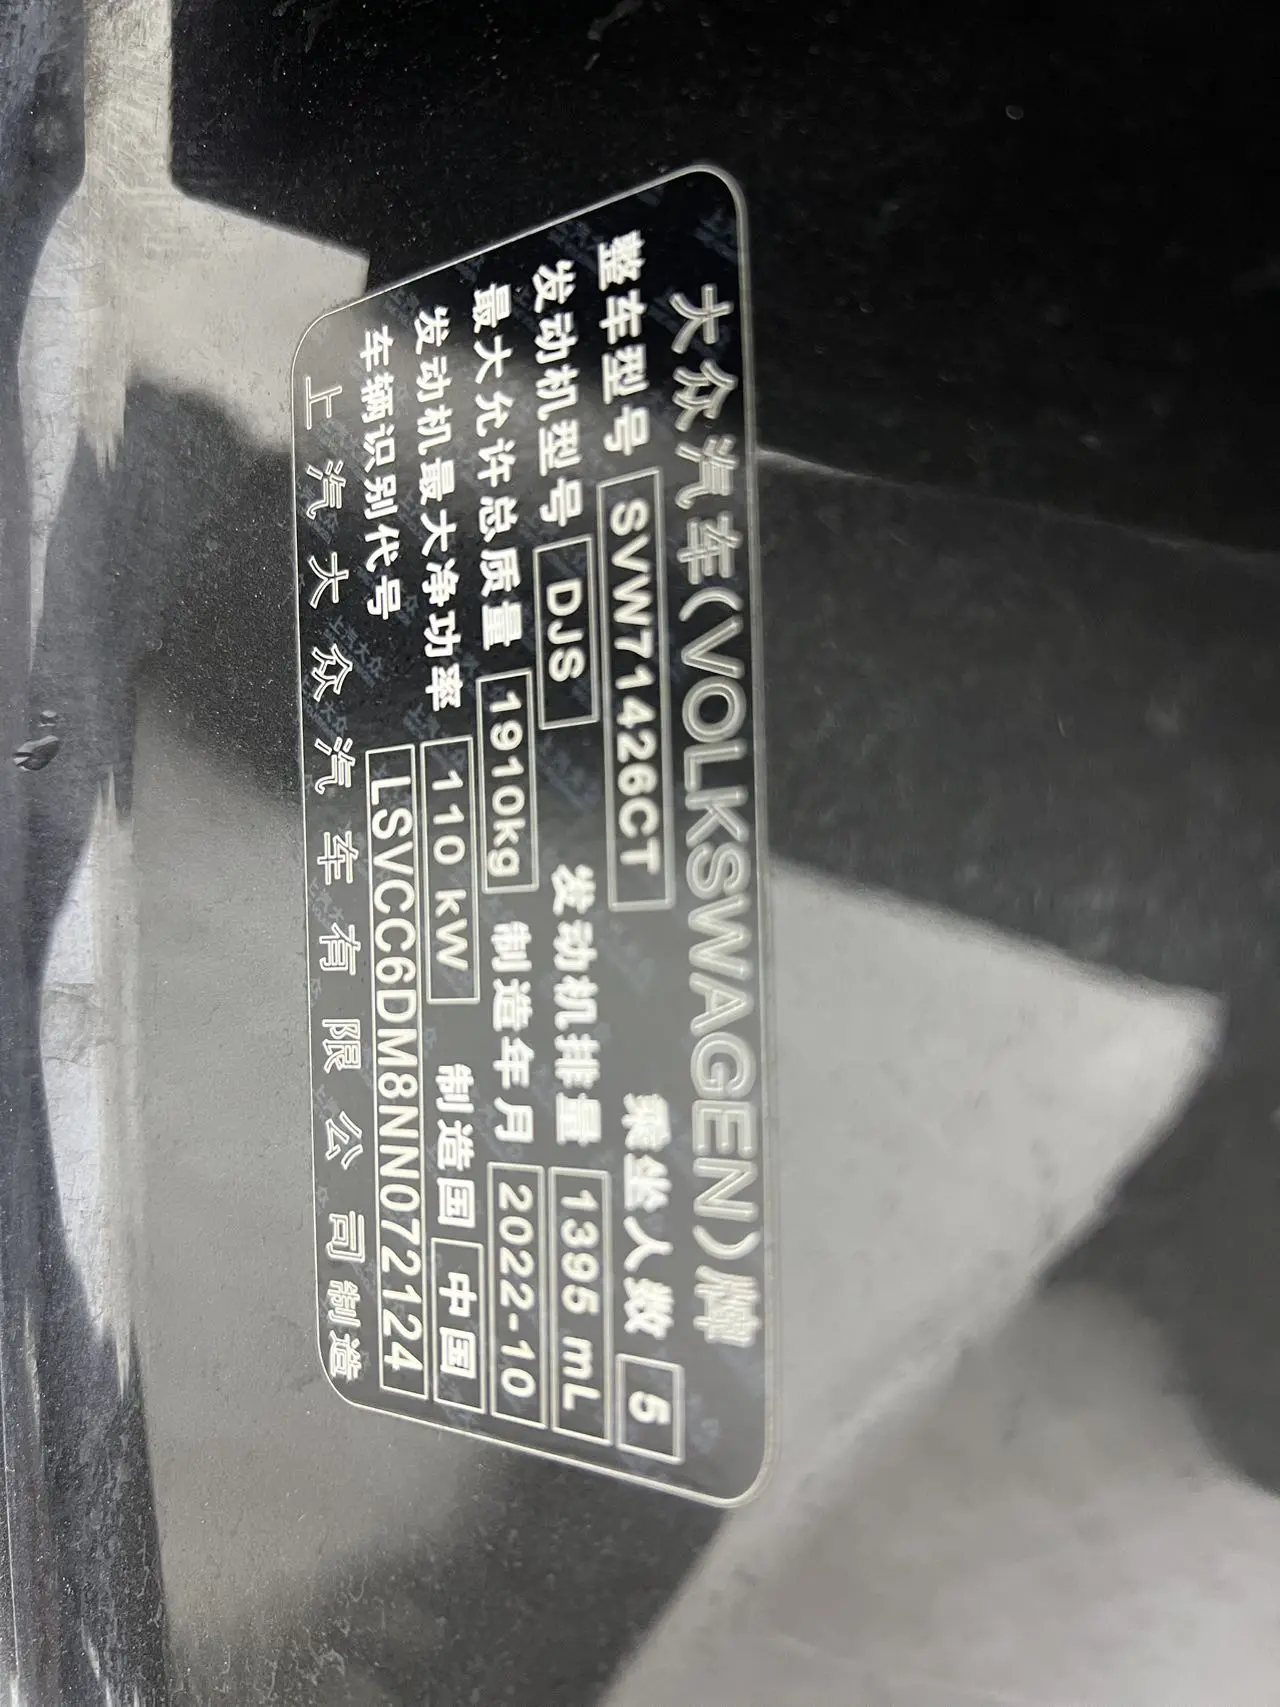 大众汽车(VOLKSWAGEN)牌
整车型号 SVW71426CT 乘坐人数 5
发动机型号 DJS 发动机排量 1395 mL
最大允许总质量 1910kg 制造年月 2022-10
发动机最大净功率 110 kW 制造国 中国
车辆识别代号 LSVCC6DM8NN072124
上汽大众汽车有限公司制造